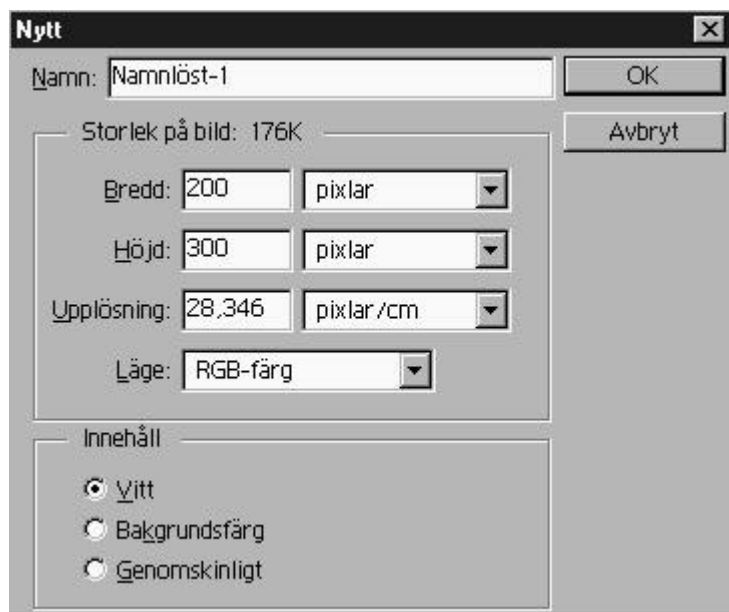 Nytt
Namn: Namnlöst-1
OK
Storlek på bild: 176K
Avbryt
Bredd: 200 pixlar
Höjd: 300 pixlar
Upplösning: 28,346 pixlar/cm
Läge: RGB-färg
Innehåll
Vitt
Bakgrundsfärg
Genomskinligt